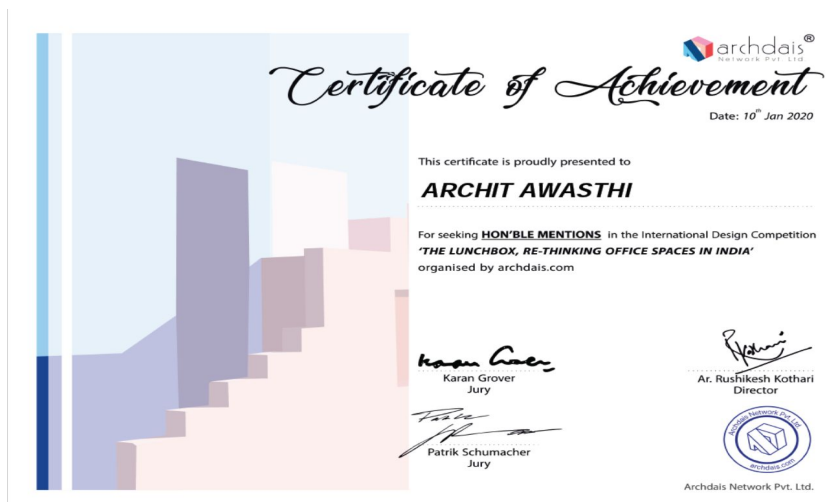 archdais®
Network Pvt. Ltd
Certificate of Achievement
Date: 10th Jan 2020
This certificate is proudly presented to
ARCHIT AWASTHI
For seeking HON'BLE MENTIONS in the International Design Competition
'THE LUNCHBOX, RE-THINKING OFFICE SPACES IN INDIA'
organised by archdais.com
Karan Grover
Karan Grover
Jury
Ar. Rushikesh Kothari
Director
Patrik Schumacher
Jury
Archdais Network Pvt. Ltd
archdais.com
Archdais Network Pvt. Ltd.